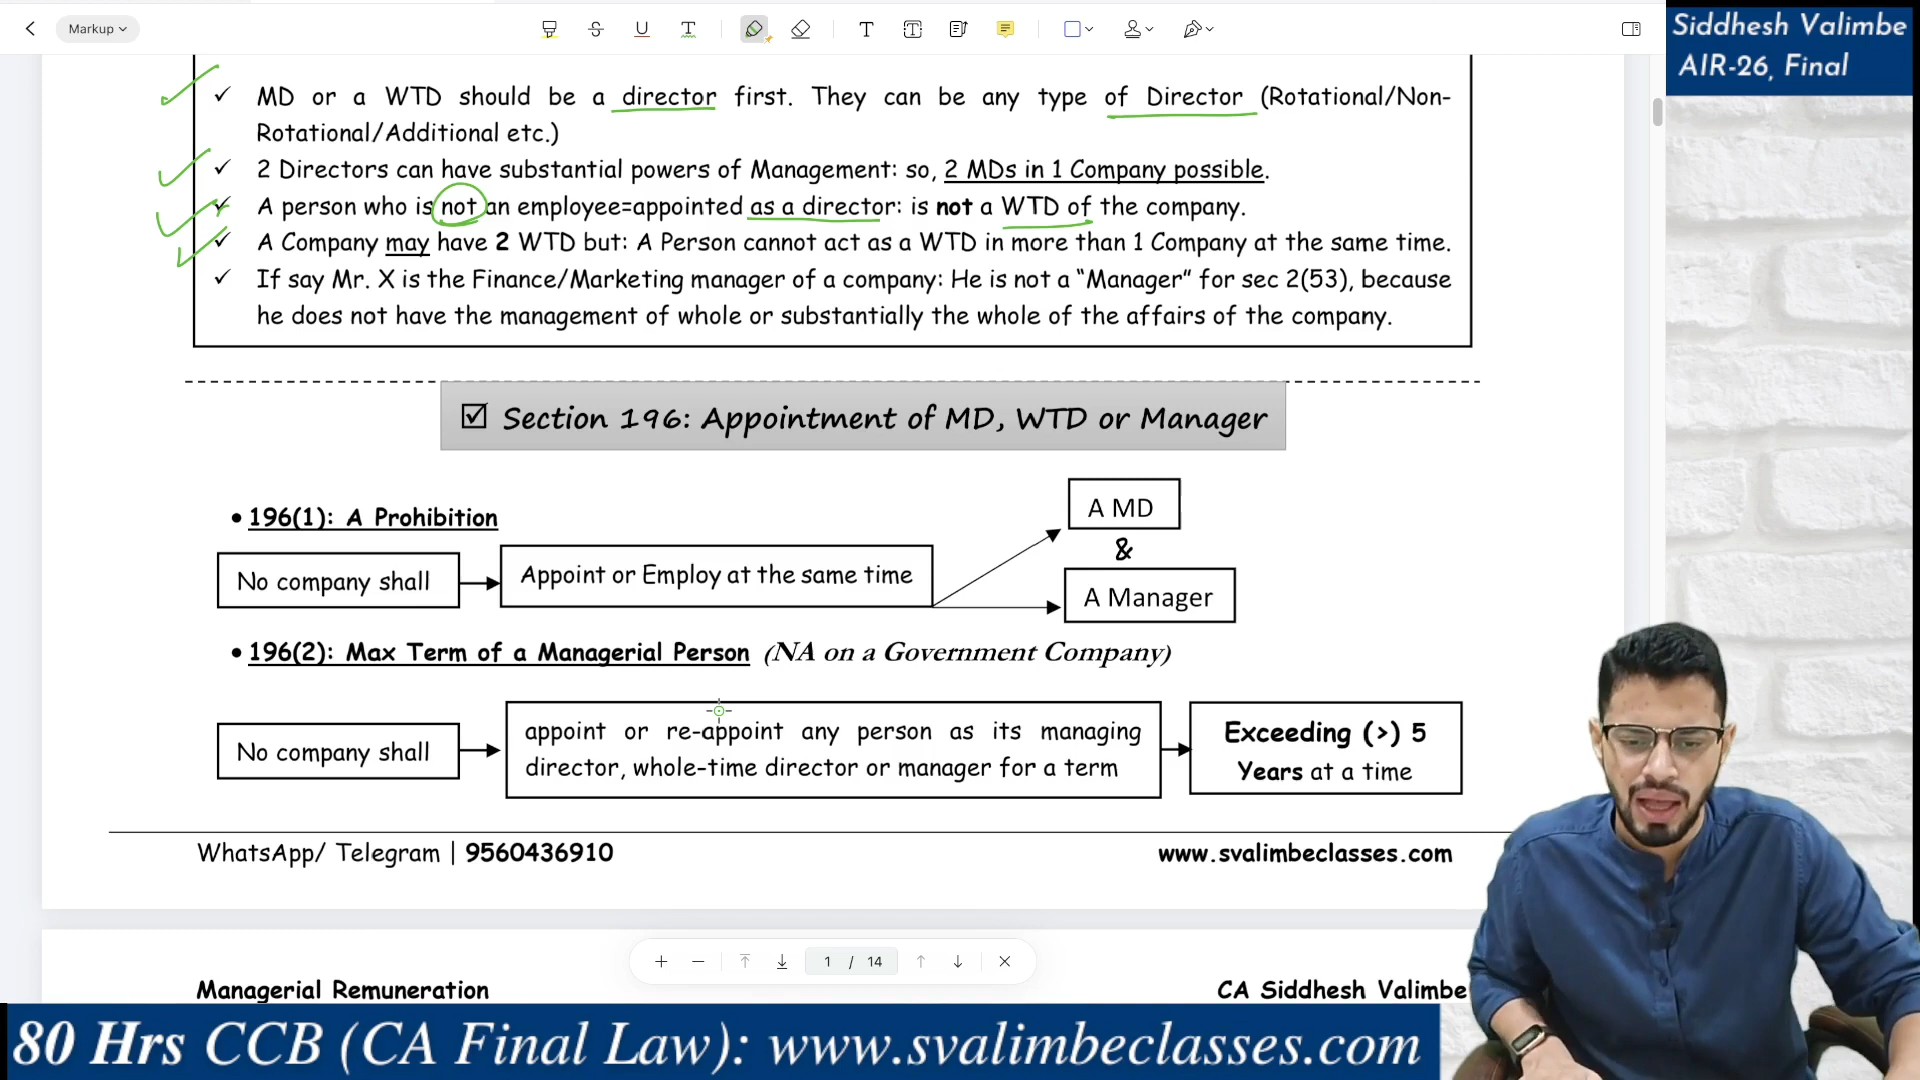 Markup
Siddhesh Valimbe
AIR-26, Final
MD or a WTD should be a director first. They can be any type of Director (Rotational/Non-
Rotational/Additional etc.)
2 Directors can have substantial powers of Management: so, 2 MDs in 1 Company possible.
A person who is not an employee=appointed as a director: is not a WTD of the company.
A Company may have 2 WTD but: A Person cannot act as a WTD in more than 1 Company at the same time.
If say Mr. X is the Finance/Marketing manager of a company: He is not a “Manager” for sec 2(53), because
he does not have the management of whole or substantially the whole of the affairs of the company.
Section 196: Appointment of MD, WTD or Manager
• 196(1): A Prohibition
No company shall
Appoint or Employ at the same time
A MD
&
A Manager
• 196(2): Max Term of a Managerial Person (NA on a Government Company)
No company shall
appoint or re-appoint any person as its managing
director, whole-time director or manager for a term
Exceeding (>) 5
Years at a time
WhatsApp/ Telegram | 9560436910
www.svalimbeclasses.com
1 / 14
Managerial Remuneration
CA Siddhesh Valimbe
80 Hrs CCB (CA Final Law): www.svalimbeclasses.com